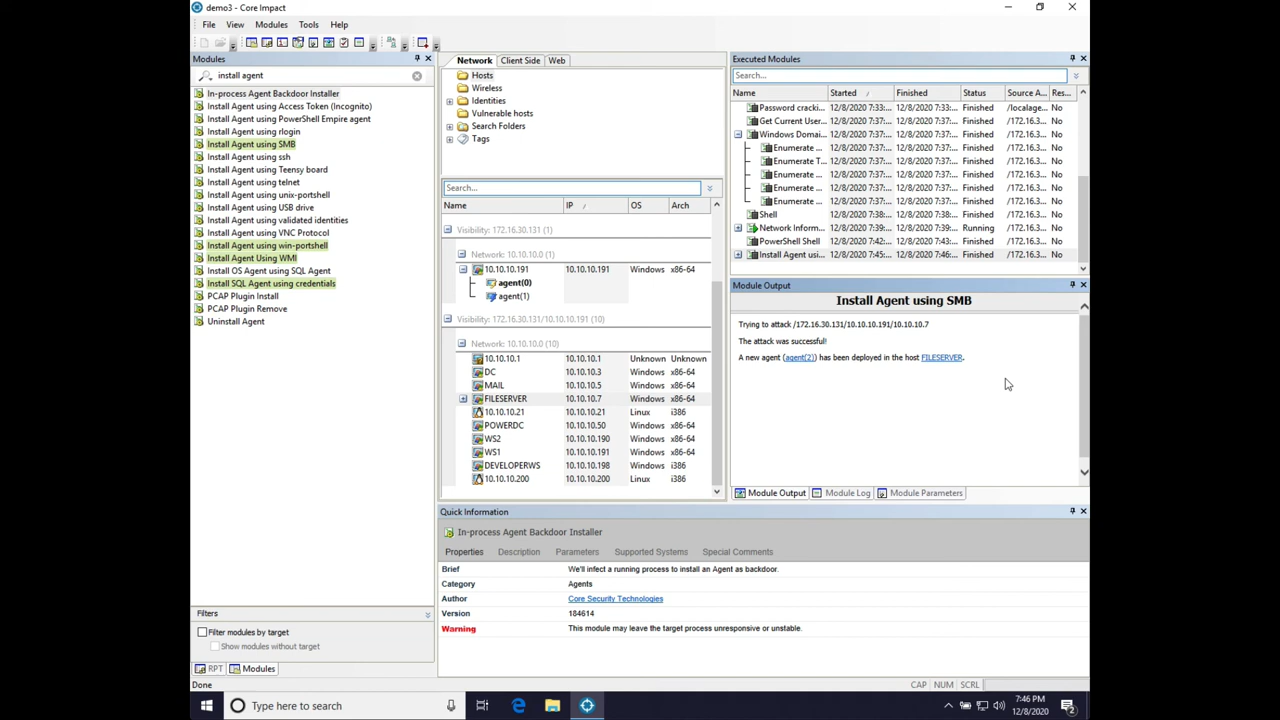 demo3 - Core Impact
File View Modules Tools Help
Modules
install agent
In-process Agent Backdoor Installer
Install Agent using Access Token (Incognito)
Install Agent using PowerShell Empire agent
Install Agent using rlogin
Install Agent using SMB
Install Agent using ssh
Install Agent using Teensy board
Install Agent using telnet
Install Agent using unix-portshell
Install Agent using USB drive
Install Agent using validated identities
Install Agent using VNC Protocol
Install Agent using win-portshell
Install Agent Using WMI
Install OS Agent using SQL Agent
Install SQL Agent using credentials
PCAP Plugin Install
PCAP Plugin Remove
Uninstall Agent
Filters
Filter modules by target
Show modules without target
RPT Modules
Done
Network Client Side Web
Hosts
Wireless
Identities
Vulnerable hosts
Search Folders
Tags
Search...
Name IP OS Arch
Visibility: 172.16.30.131 (1)
Network: 10.10.10.0 (1)
10.10.10.191 10.10.10.191 Windows x86-64
agent(0)
agent(1)
Visibility: 172.16.30.131/10.10.10.191 (10)
Network: 10.10.10.0 (10)
10.10.10.1 10.10.10.1 Unknown Unknown
DC 10.10.10.3 Windows x86-64
MAIL 10.10.10.5 Windows x86-64
FILESERVER 10.10.10.7 Windows x86-64
10.10.10.21 10.10.10.21 Linux i386
POWERDC 10.10.10.50 Windows x86-64
WS2 10.10.10.190 Windows x86-64
WS1 10.10.10.191 Windows x86-64
DEVELOPERWS 10.10.10.198 Windows i386
10.10.10.200 10.10.10.200 Linux i386
Executed Modules
Search...
Name Started Finished Status Source A... Res...
Password cracki... 12/8/2020 7:33:... 12/8/2020 7:33:... Finished /localage... No
Get Current User... 12/8/2020 7:37:... 12/8/2020 7:37:... Finished /172.16.3... No
Windows Domai... 12/8/2020 7:37:... 12/8/2020 7:37:... Finished /172.16.3... No
Enumerate ... 12/8/2020 7:37:... 12/8/2020 7:37:... Finished /172.16.3... No
Enumerate T... 12/8/2020 7:37:... 12/8/2020 7:37:... Finished /172.16.3... No
Enumerate ... 12/8/2020 7:37:... 12/8/2020 7:37:... Finished /172.16.3... No
Enumerate ... 12/8/2020 7:37:... 12/8/2020 7:37:... Finished /172.16.3... No
Enumerate ... 12/8/2020 7:37:... 12/8/2020 7:37:... Finished /172.16.3... No
Shell 12/8/2020 7:38:... 12/8/2020 7:38:... Finished /172.16.3... No
Network Inform... 12/8/2020 7:39:... 12/8/2020 7:39:... Running /172.16.3... No
PowerShell Shell 12/8/2020 7:42:... 12/8/2020 7:43:... Finished /172.16.3... No
Install Agent usi... 12/8/2020 7:45:... 12/8/2020 7:46:... Finished /172.16.3... No
Module Output
Install Agent using SMB
Trying to attack /172.16.30.131/10.10.10.191/10.10.10.7
The attack was successful!
A new agent (agent(2)) has been deployed in the host FILESERVER.
Module Output Module Log Module Parameters
Quick Information
In-process Agent Backdoor Installer
Properties Description Parameters Supported Systems Special Comments
Brief We'll infect a running process to install an Agent as backdoor.
Category Agents
Author Core Security Technologies
Version 184614
Warning This module may leave the target process unresponsive or unstable.
CAP NUM SCRL
Type here to search
7:46 PM
12/8/2020
2